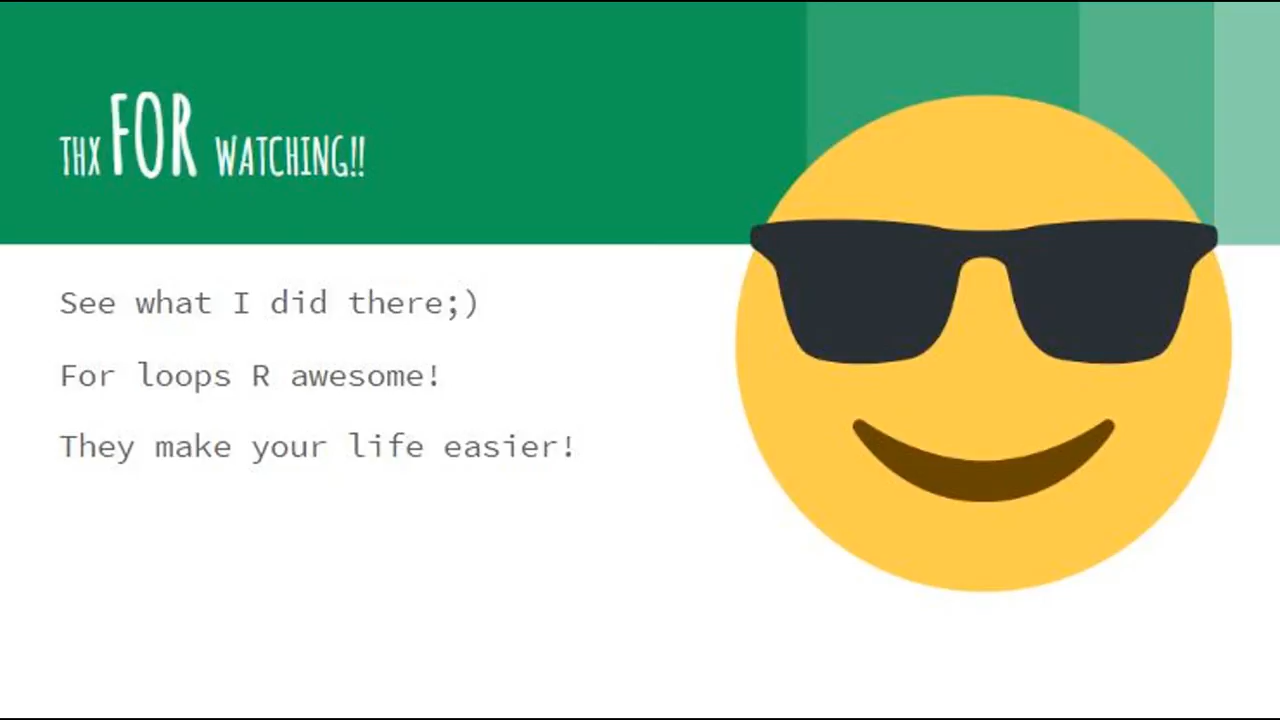 THX FOR WATCHING!!
See what I did there;)
For loops R awesome!
They make your life easier!